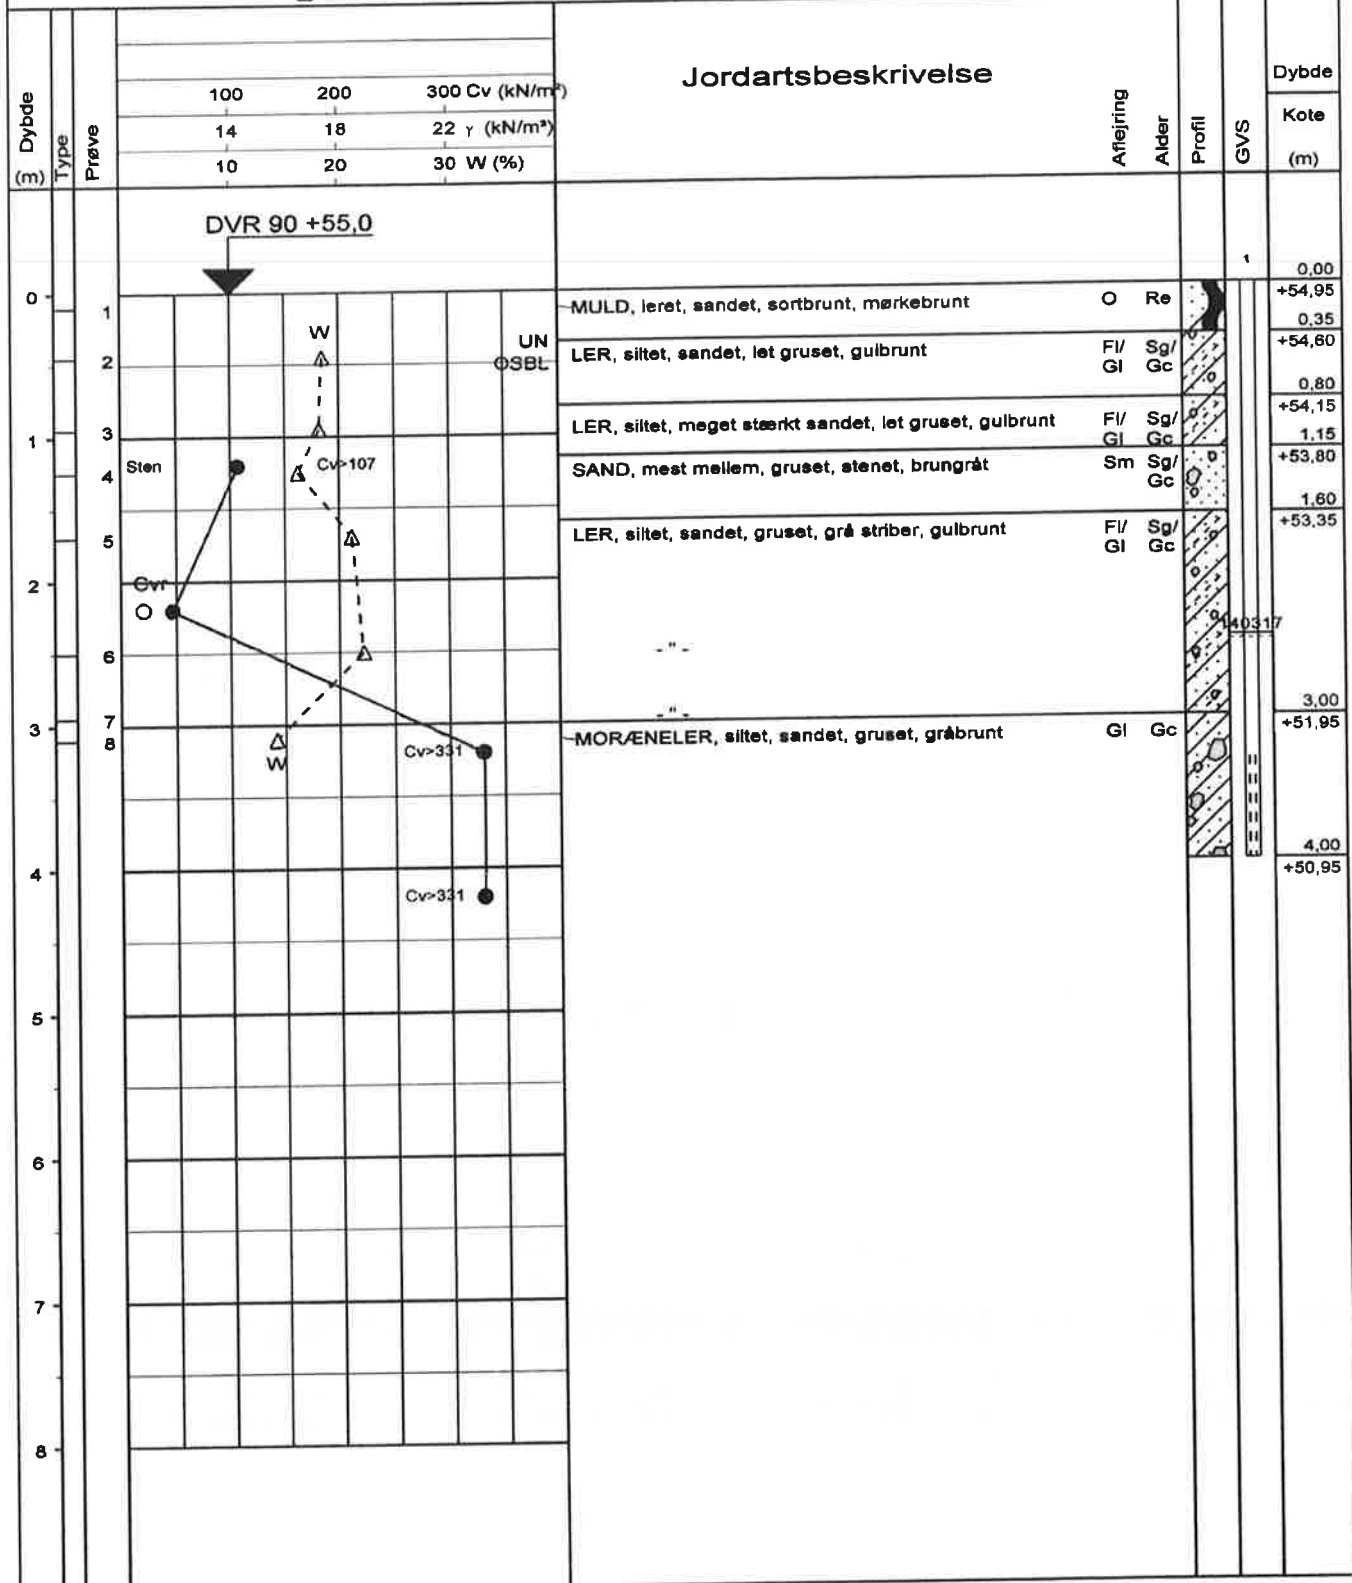 Dybde
(m)
Type
Prøve
100 200 300 Cv (kN/m²)
14 18 22 γ (kN/m³)
10 20 30 W (%)
Jordartsbeskrivelse
Aflejring
Alder
Profil
GVS
Dybde
Kote
(m)
DVR 90 +55,0
1
0,00
0 1 MULD, leret, sandet, sortbrunt, mørkebrunt O Re +54,95
0,35
W
UN
OSBL
2 LER, siltet, sandet, let gruset, gulbrunt Fl/ Sg/ +54,60
Gl Gc
0,80
1 3 LER, siltet, meget stærkt sandet, let gruset, gulbrunt Fl/ Sg/ +54,15
Gl Gc 1,15
4 Sten Cv>107 SAND, mest mellem, gruset, stenet, brungråt Sm Sg/ +53,80
Gc
1,60
5 LER, siltet, sandet, gruset, grå striber, gulbrunt Fl/ Sg/ +53,35
Gl Gc
2 Cvr
140317
6 - " -
3,00
7 - " -
3 8 Cv>331 MORÆNELER, siltet, sandet, gruset, gråbrunt Gl Gc +51,95
W
4,00
4 +50,95
Cv>331
5
6
7
8